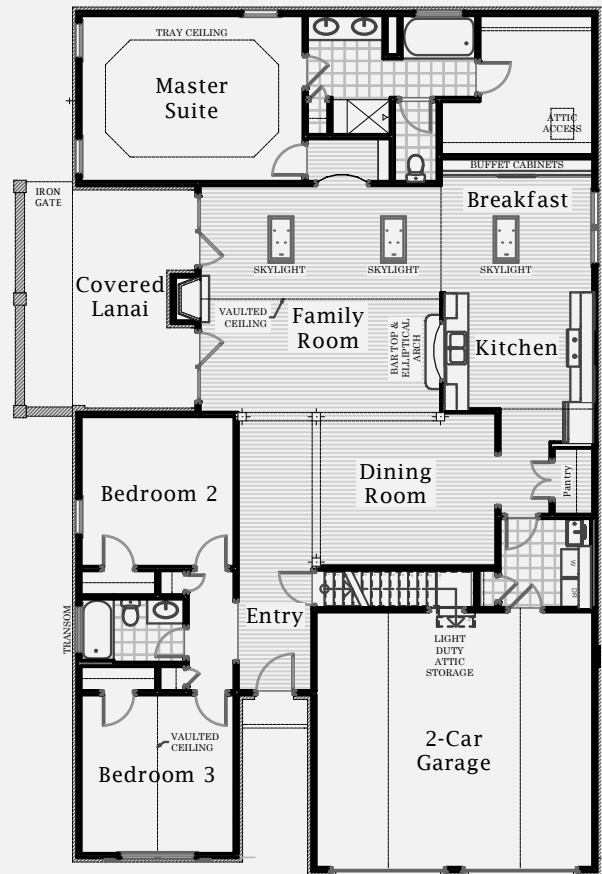 TRAY CEILING
Master
Suite
ATTIC
ACCESS
BUFFET CABINETS
IRON
GATE
Breakfast
SKYLIGHT
SKYLIGHT
SKYLIGHT
Covered
Lanai
VAULTED
CEILING
Family
Room
BAR TOP &
ELLIPTICAL
ARCH
Kitchen
Bedroom 2
Dining
Room
Pantry
W
DR
TRANSOM
Entry
LIGHT
DUTY
ATTIC
STORAGE
VAULTED
CEILING
Bedroom 3
2-Car
Garage